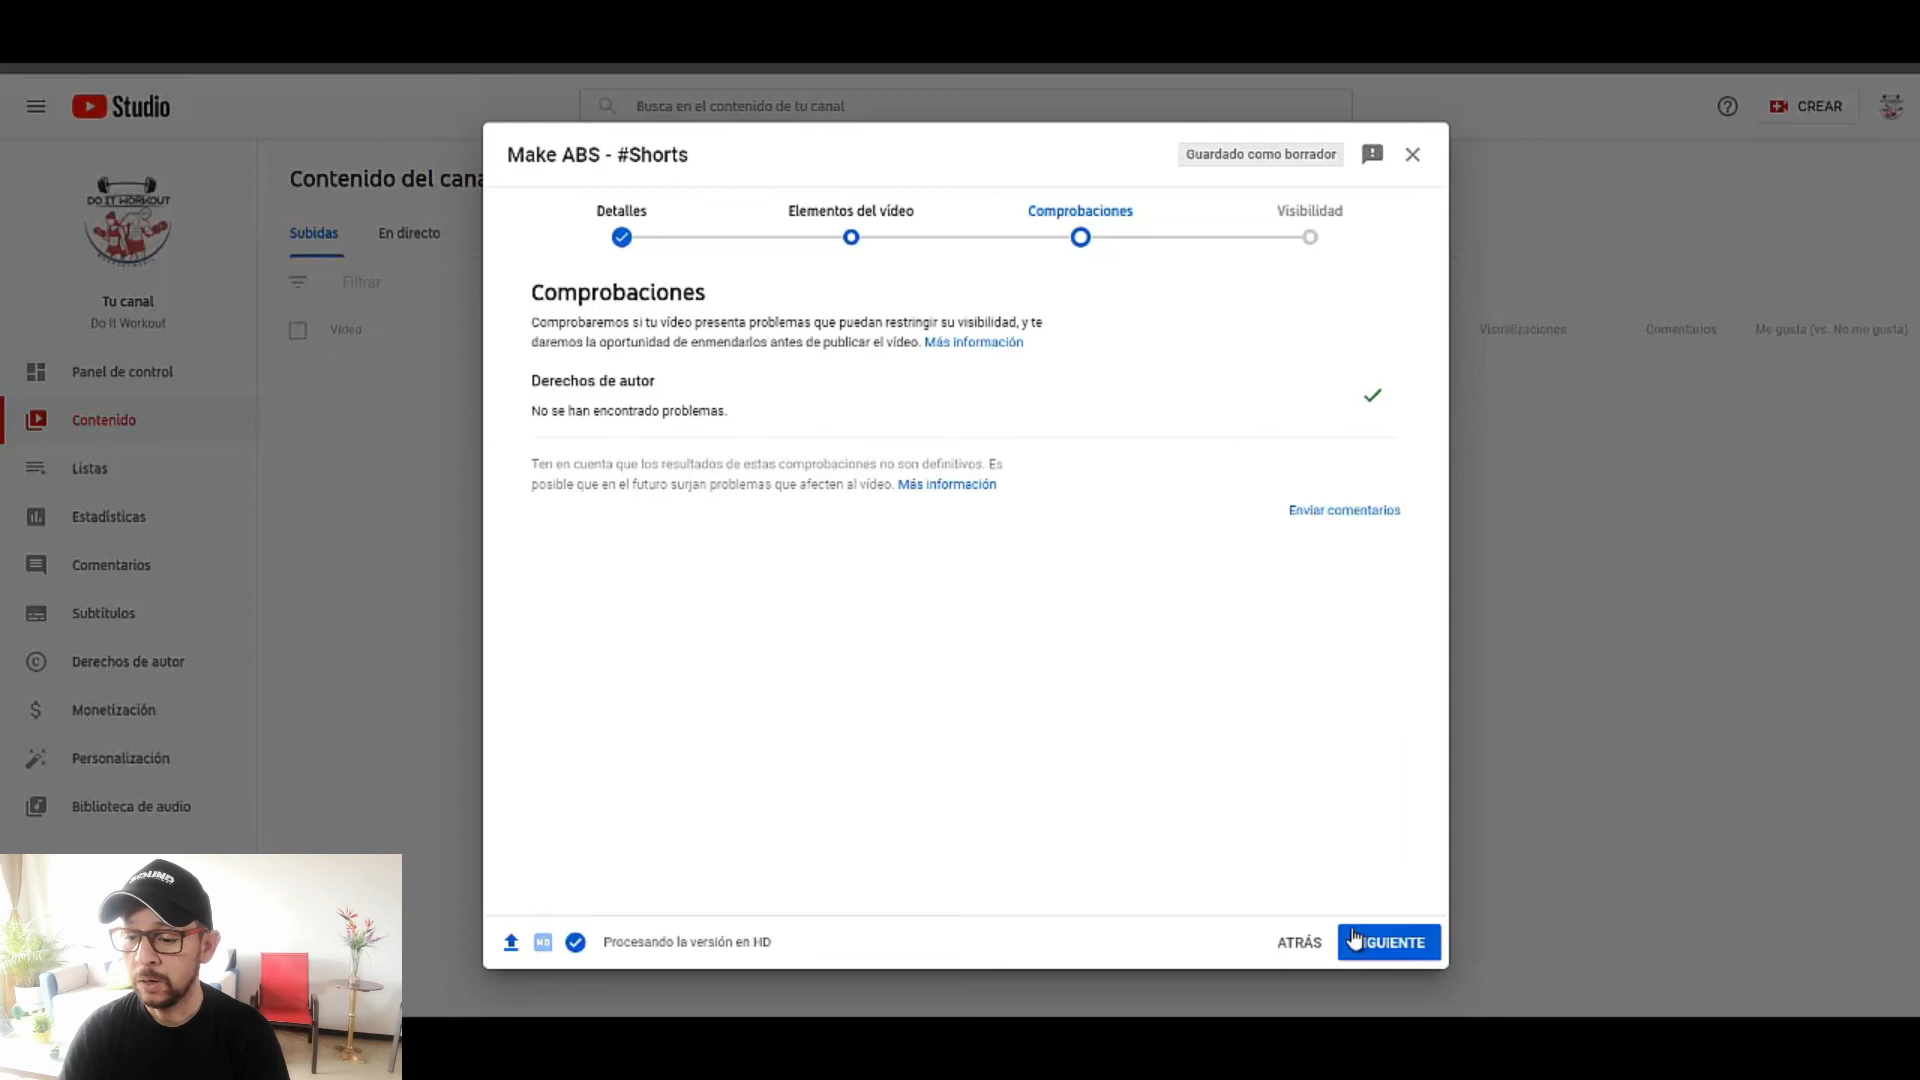 Studio
Busca en el contenido de tu canal
CREAR
DO IT WORKOUT
Tu canal
Do It Workout
Panel de control
Contenido
Listas
Estadísticas
Comentarios
Subtítulos
Derechos de autor
Monetización
Personalización
Biblioteca de audio
Contenido del cana
Subidas
En directo
Filtrar
Vídeo
Visualizaciones
Comentarios
Me gusta (vs. No me gusta)
Make ABS - #Shorts
Guardado como borrador
Detalles
Elementos del vídeo
Comprobaciones
Visibilidad
Comprobaciones
Comprobaremos si tu vídeo presenta problemas que puedan restringir su visibilidad, y te
daremos la oportunidad de enmendarlos antes de publicar el vídeo. Más información
Derechos de autor
No se han encontrado problemas.
Ten en cuenta que los resultados de estas comprobaciones no son definitivos. Es
posible que en el futuro surjan problemas que afecten al vídeo. Más información
Enviar comentarios
HD
Procesando la versión en HD
ATRÁS
IGUIENTE